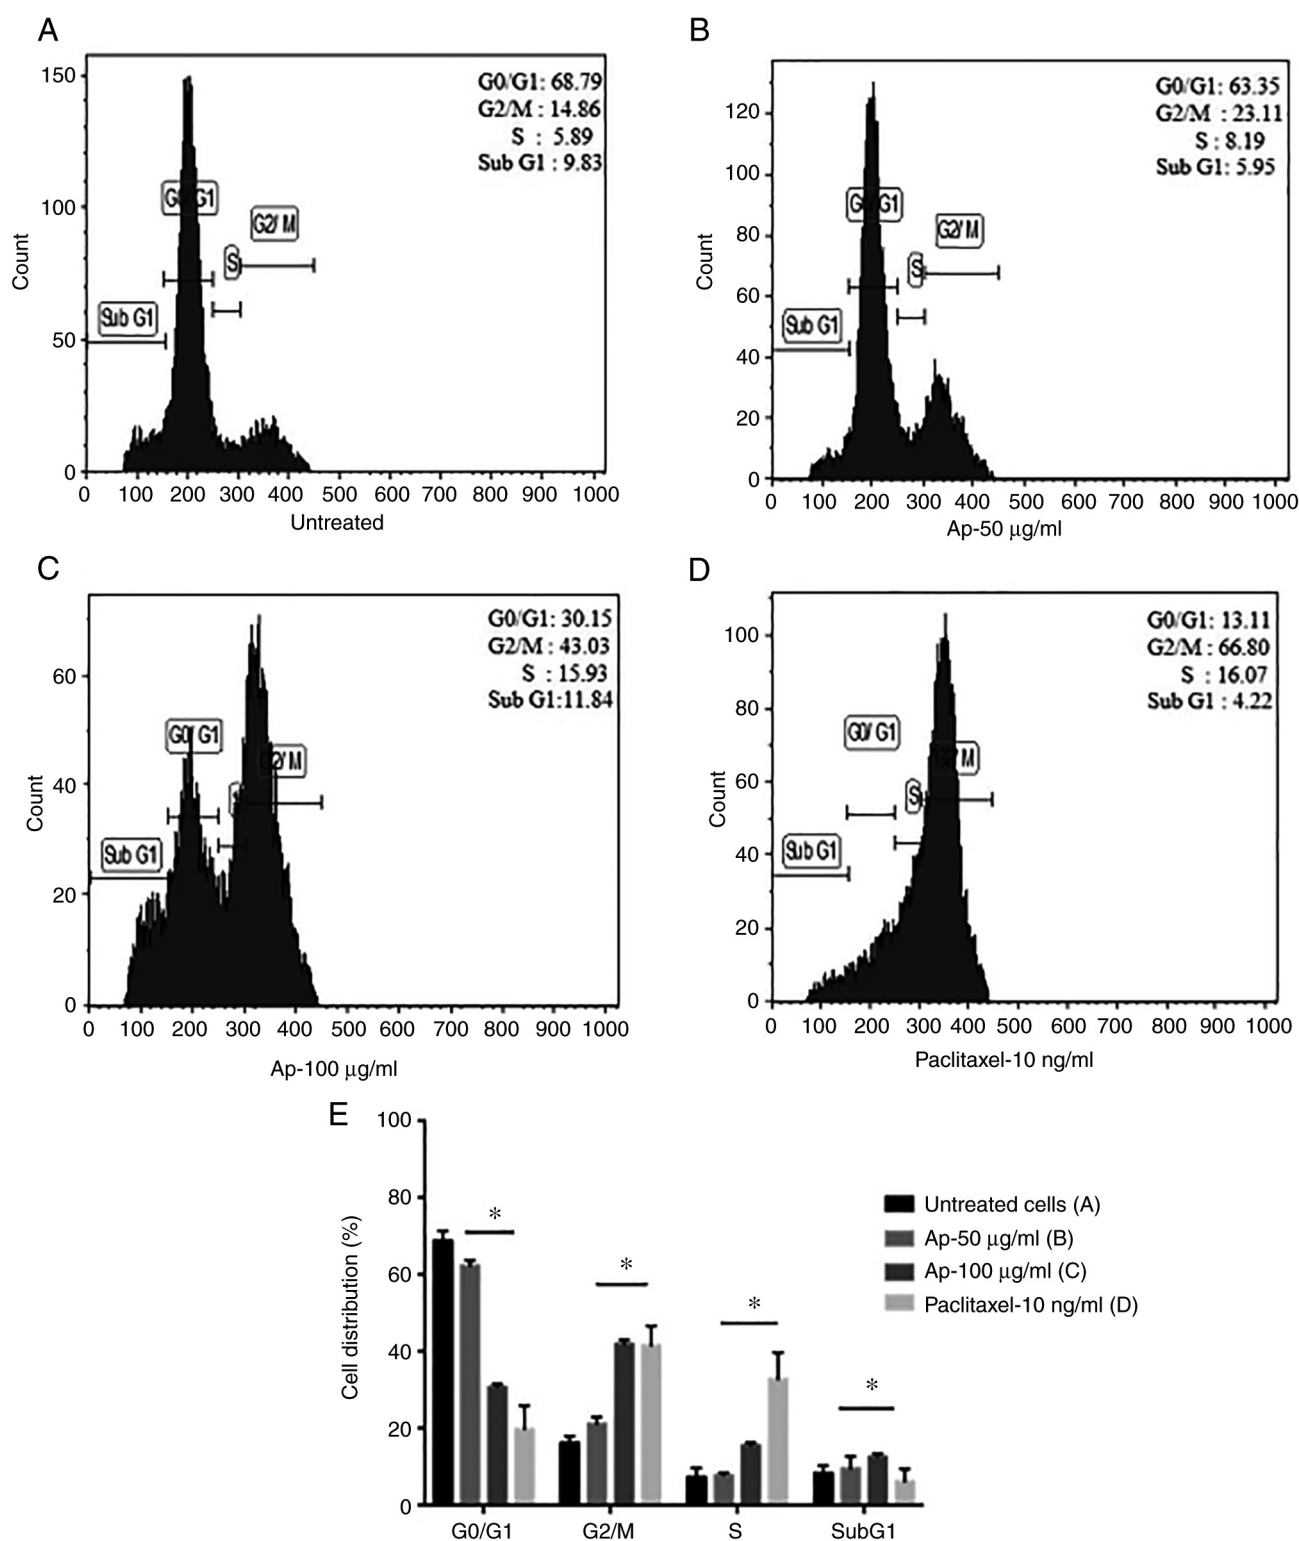 A
150
100
50
0
Count
G0/G1: 68.79
G2/M : 14.86
S : 5.89
Sub G1 : 9.83
G0/ G1
G2/ M
S
Sub G1
0 100 200 300 400 500 600 700 800 900 1000
Untreated
B
120
100
80
60
40
20
0
Count
G0/G1: 63.35
G2/M : 23.11
S : 8.19
Sub G1: 5.95
G0/ G1
G2/ M
S
Sub G1
0 100 200 300 400 500 600 700 800 900 1000
Ap-50 μg/ml
C
60
40
20
0
Count
G0/G1: 30.15
G2/M : 43.03
S : 15.93
Sub G1:11.84
G0/ G1
G2/ M
S
Sub G1
0 100 200 300 400 500 600 700 800 900 1000
Ap-100 μg/ml
D
100
80
60
40
20
0
Count
G0/G1: 13.11
G2/M : 66.80
S : 16.07
Sub G1 : 4.22
G0/ G1
G2/ M
S
Sub G1
0 100 200 300 400 500 600 700 800 900 1000
Paclitaxel-10 ng/ml
E
100
80
60
40
20
0
Cell distribution (%)
*
*
*
*
G0/G1 G2/M S SubG1
Untreated cells (A)
Ap-50 μg/ml (B)
Ap-100 μg/ml (C)
Paclitaxel-10 ng/ml (D)